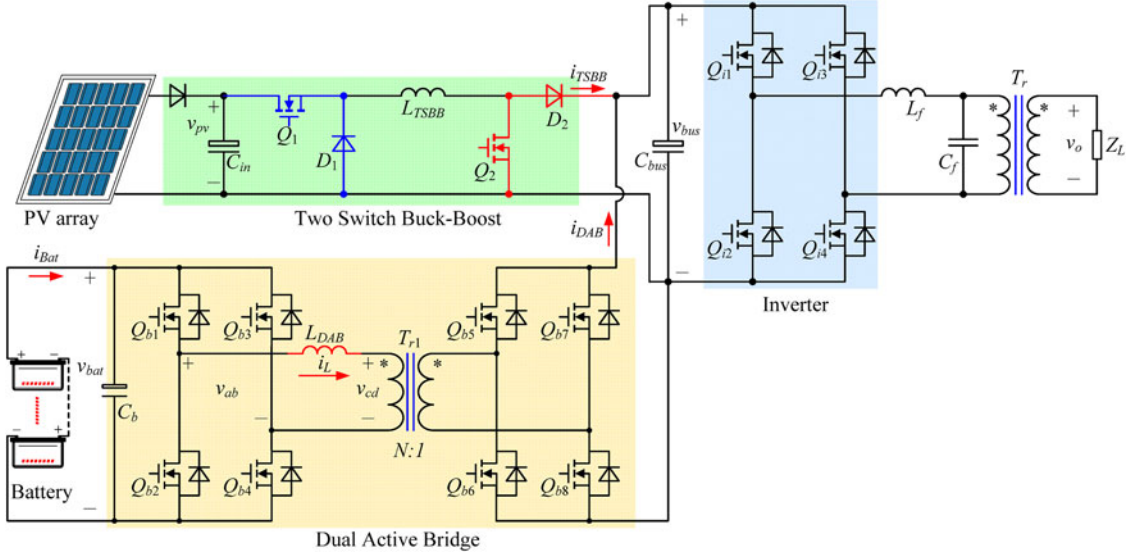 PV array
v_pv
+
−
C_in
Q_1
D_1
L_TSBB
Q_2
D_2
i_TSBB
Two Switch Buck-Boost
i_DAB
C_bus
+
v_bus
−
Q_i1
Q_i3
Q_i2
Q_i4
Inverter
L_f
C_f
T_r
*
*
+
v_o
−
Z_L
i_Bat
+
v_bat
−
C_b
+ −
− +
Battery
Q_b1
Q_b3
Q_b2
Q_b4
L_DAB
i_L
+
v_ab
−
+
v_cd
−
T_r1
*
*
N:1
Q_b5
Q_b7
Q_b6
Q_b8
Dual Active Bridge